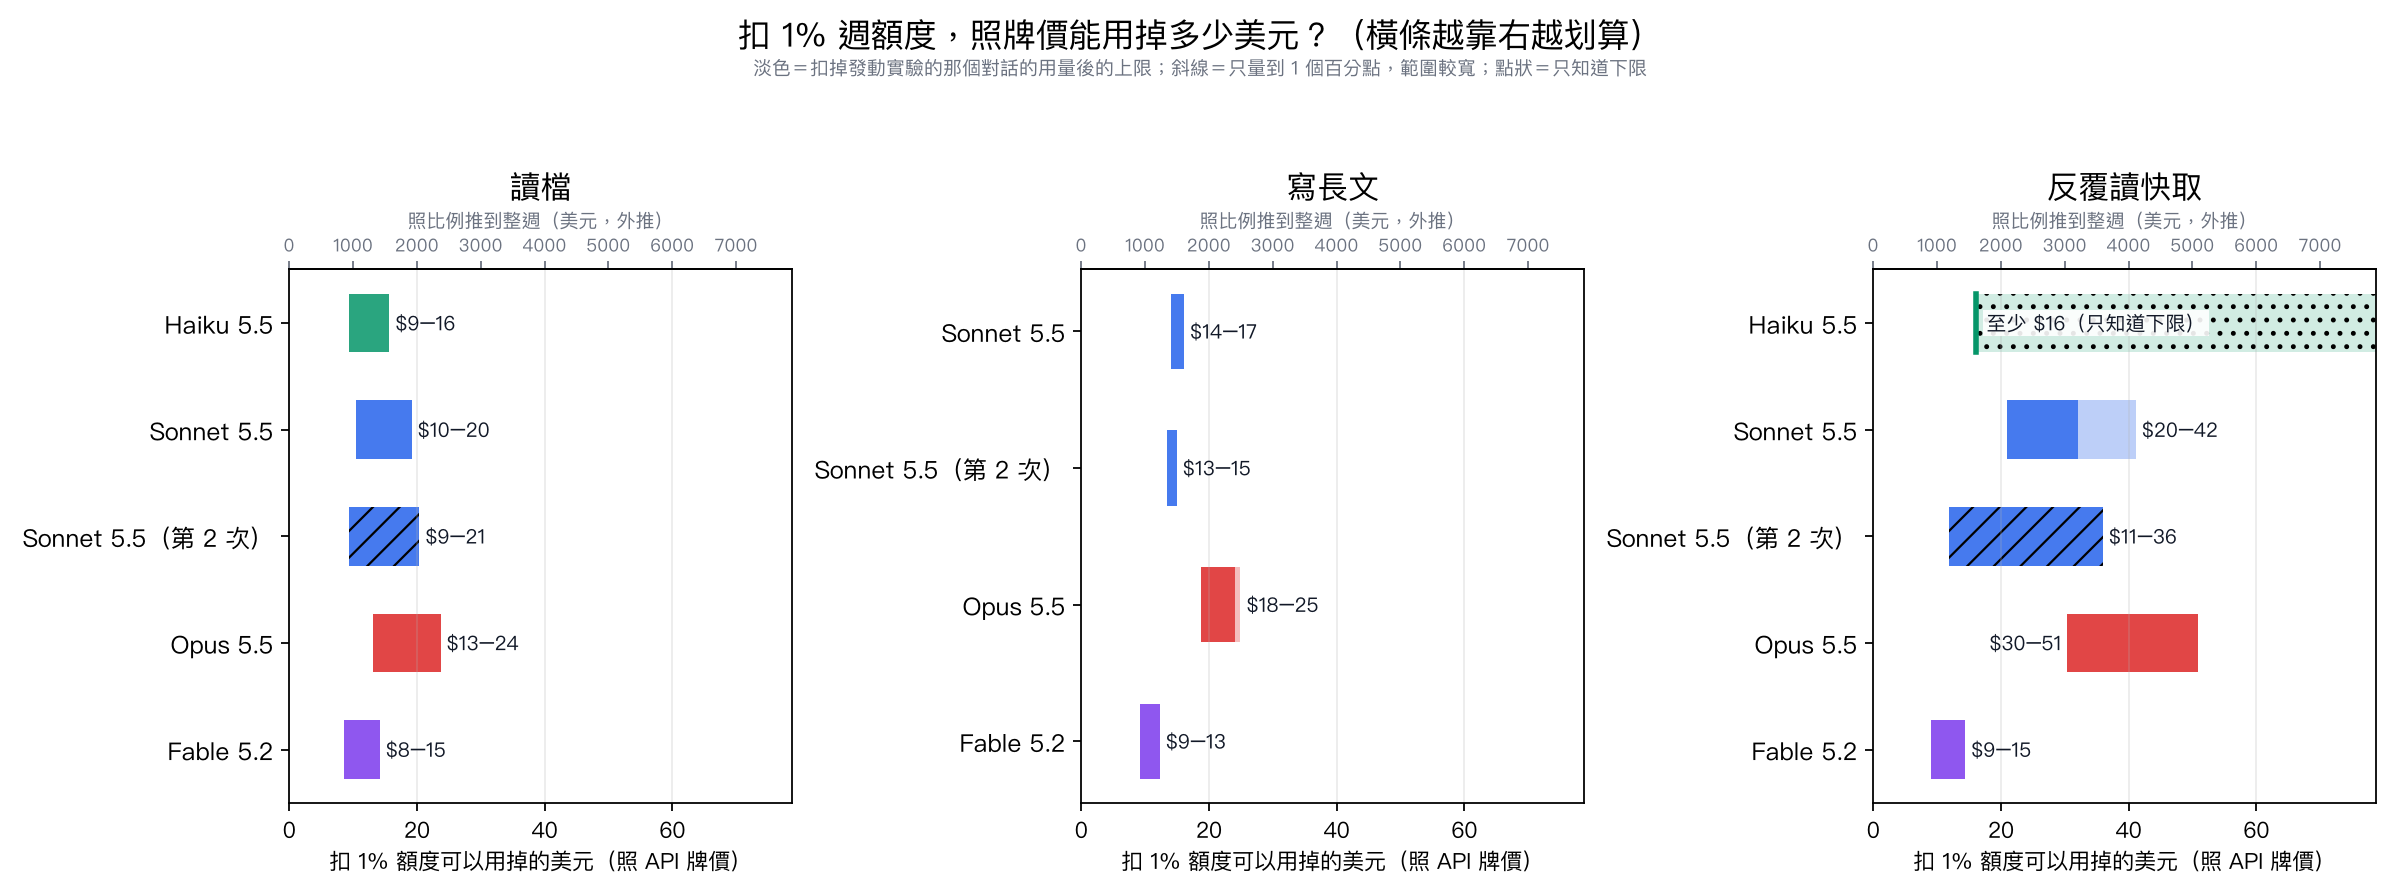 扣 1% 週額度，照牌價能用掉多少美元？（橫條越靠右越划算）
淡色＝扣掉發動實驗的那個對話的用量後的上限；斜線＝只量到 1 個百分點，範圍較寬；點狀＝只知道下限
讀檔
照比例推到整週（美元，外推）
0 1000 2000 3000 4000 5000 6000 7000
Haiku 5.5 $9–16
Sonnet 5.5 $10–20
Sonnet 5.5（第 2 次） $9–21
Opus 5.5 $13–24
Fable 5.2 $8–15
0 20 40 60
扣 1% 額度可以用掉的美元（照 API 牌價）
寫長文
照比例推到整週（美元，外推）
0 1000 2000 3000 4000 5000 6000 7000
Sonnet 5.5 $14–17
Sonnet 5.5（第 2 次） $13–15
Opus 5.5 $18–25
Fable 5.2 $9–13
0 20 40 60
扣 1% 額度可以用掉的美元（照 API 牌價）
反覆讀快取
照比例推到整週（美元，外推）
0 1000 2000 3000 4000 5000 6000 7000
Haiku 5.5 至少 $16（只知道下限）
Sonnet 5.5 $20–42
Sonnet 5.5（第 2 次） $11–36
Opus 5.5 $30–51
Fable 5.2 $9–15
0 20 40 60
扣 1% 額度可以用掉的美元（照 API 牌價）